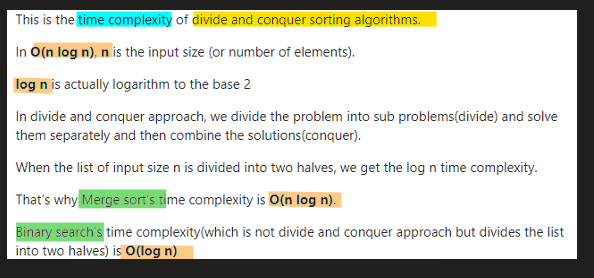 This is the time complexity of divide and conquer sorting algorithms.
In O(n log n), n is the input size (or number of elements).
log n is actually logarithm to the base 2
In divide and conquer approach, we divide the problem into sub problems(divide) and solve
them separately and then combine the solutions(conquer).
When the list of input size n is divided into two halves, we get the log n time complexity.
That's why Merge sort's time complexity is O(n log n).
Binary search's time complexity(which is not divide and conquer approach but divides the list
into two halves) is O(log n)